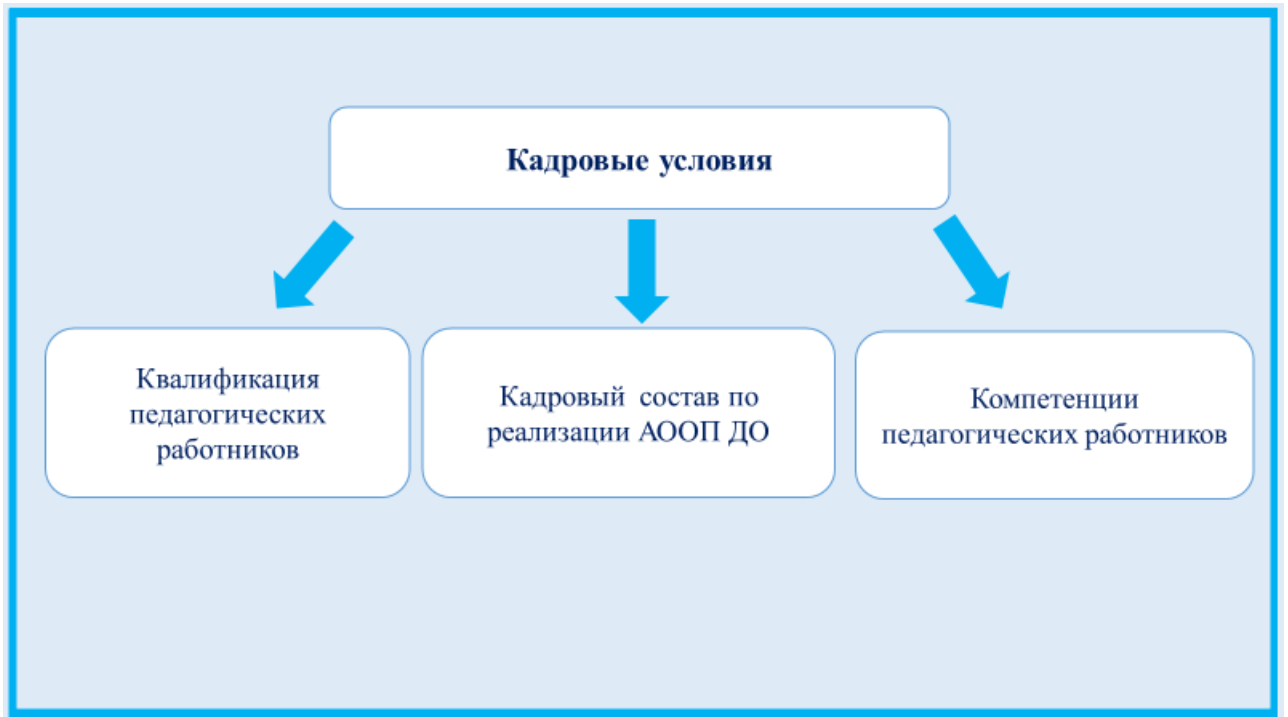 Кадровые условия
Квалификация
педагогических
работников
Кадровый состав по
реализации АООП ДО
Компетенции
педагогических работников